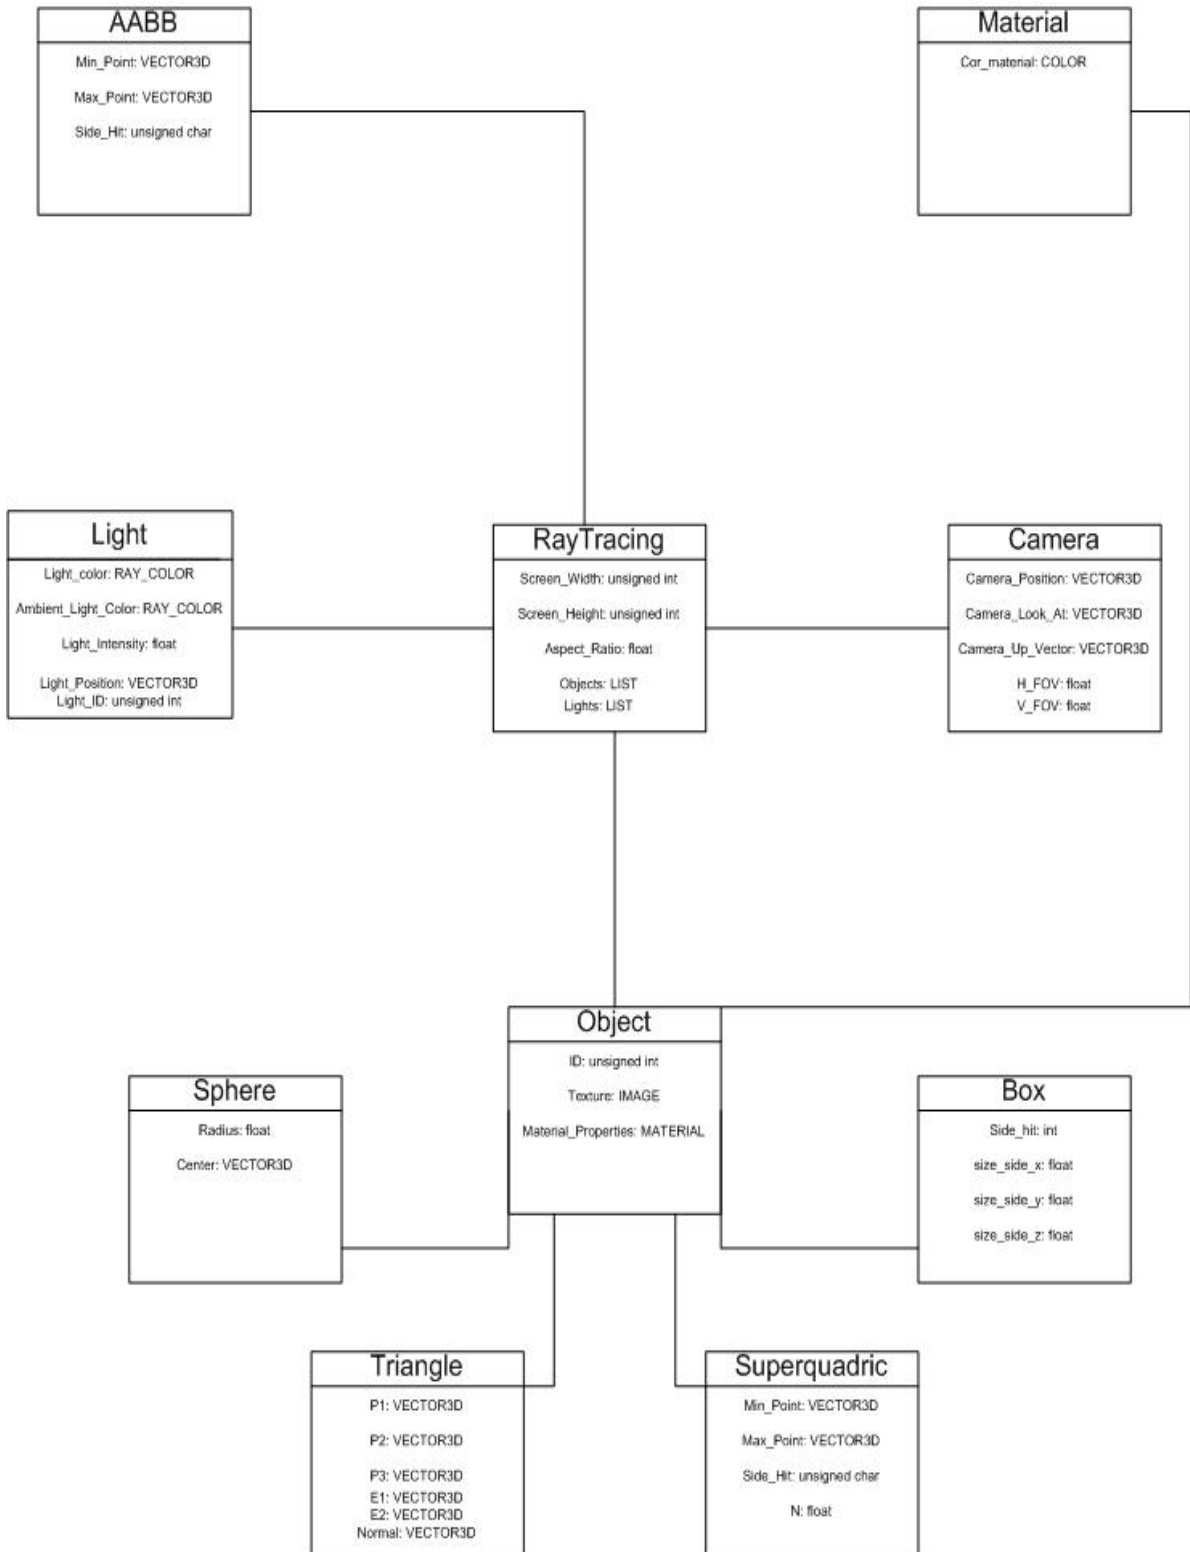 AABB
Min_Point: VECTOR3D
Max_Point: VECTOR3D
Side_Hit: unsigned char
Material
Cor_material: COLOR
Light
Light_color: RAY_COLOR
Ambient_Light_Color: RAY_COLOR
Light_Intensity: float
Light_Position: VECTOR3D
Light_ID: unsigned int
RayTracing
Screen_Width: unsigned int
Screen_Height: unsigned int
Aspect_Ratio: float
Objects: LIST
Lights: LIST
Camera
Camera_Position: VECTOR3D
Camera_Look_At: VECTOR3D
Camera_Up_Vector: VECTOR3D
H_FOV: float
V_FOV: float
Object
ID: unsigned int
Texture: IMAGE
Material_Properties: MATERIAL
Sphere
Radius: float
Center: VECTOR3D
Box
Side_hit: int
size_side_x: float
size_side_y: float
size_side_z: float
Triangle
P1: VECTOR3D
P2: VECTOR3D
P3: VECTOR3D
E1: VECTOR3D
E2: VECTOR3D
Normal: VECTOR3D
Superquadric
Min_Point: VECTOR3D
Max_Point: VECTOR3D
Side_Hit: unsigned char
N: float